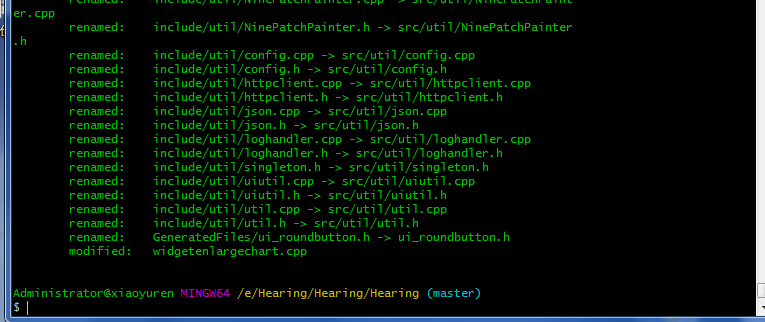 er.cpp
renamed: include/util/NinePatchPainter.h -> src/util/NinePatchPainter
.h
renamed: include/util/config.cpp -> src/util/config.cpp
renamed: include/util/config.h -> src/util/config.h
renamed: include/util/httpclient.cpp -> src/util/httpclient.cpp
renamed: include/util/httpclient.h -> src/util/httpclient.h
renamed: include/util/json.cpp -> src/util/json.cpp
renamed: include/util/json.h -> src/util/json.h
renamed: include/util/loghandler.cpp -> src/util/loghandler.cpp
renamed: include/util/loghandler.h -> src/util/loghandler.h
renamed: include/util/singleton.h -> src/util/singleton.h
renamed: include/util/uiutil.cpp -> src/util/uiutil.cpp
renamed: include/util/uiutil.h -> src/util/uiutil.h
renamed: include/util/util.cpp -> src/util/util.cpp
renamed: include/util/util.h -> src/util/util.h
renamed: GeneratedFiles/ui_roundbutton.h -> ui_roundbutton.h
modified: widgetenlargechart.cpp
Administrator@xiaoyuren MINGW64 /e/Hearing/Hearing/Hearing (master)
$